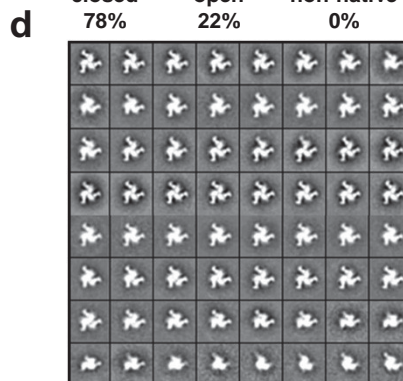 closed open non-native
78% 22% 0%
d